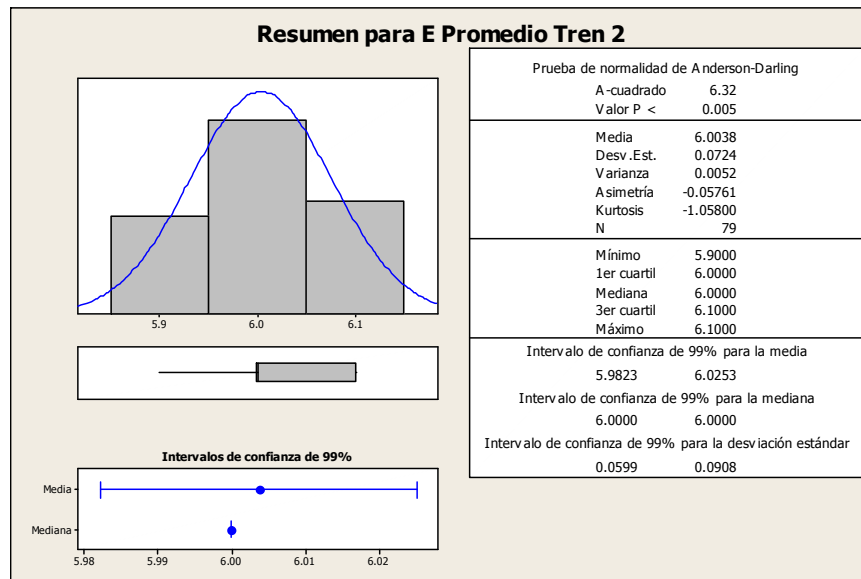 Resumen para E Promedio Tren 2
5.9 6.0 6.1
Intervalos de confianza de 99%
Media
Mediana
5.98 5.99 6.00 6.01 6.02
Prueba de normalidad de Anderson-Darling
A-cuadrado 6.32
Valor P < 0.005
Media 6.0038
Desv.Est. 0.0724
Varianza 0.0052
Asimetría -0.05761
Kurtosis -1.05800
N 79
Mínimo 5.9000
1er cuartil 6.0000
Mediana 6.0000
3er cuartil 6.1000
Máximo 6.1000
Intervalo de confianza de 99% para la media
5.9823 6.0253
Intervalo de confianza de 99% para la mediana
6.0000 6.0000
Intervalo de confianza de 99% para la desviación estándar
0.0599 0.0908